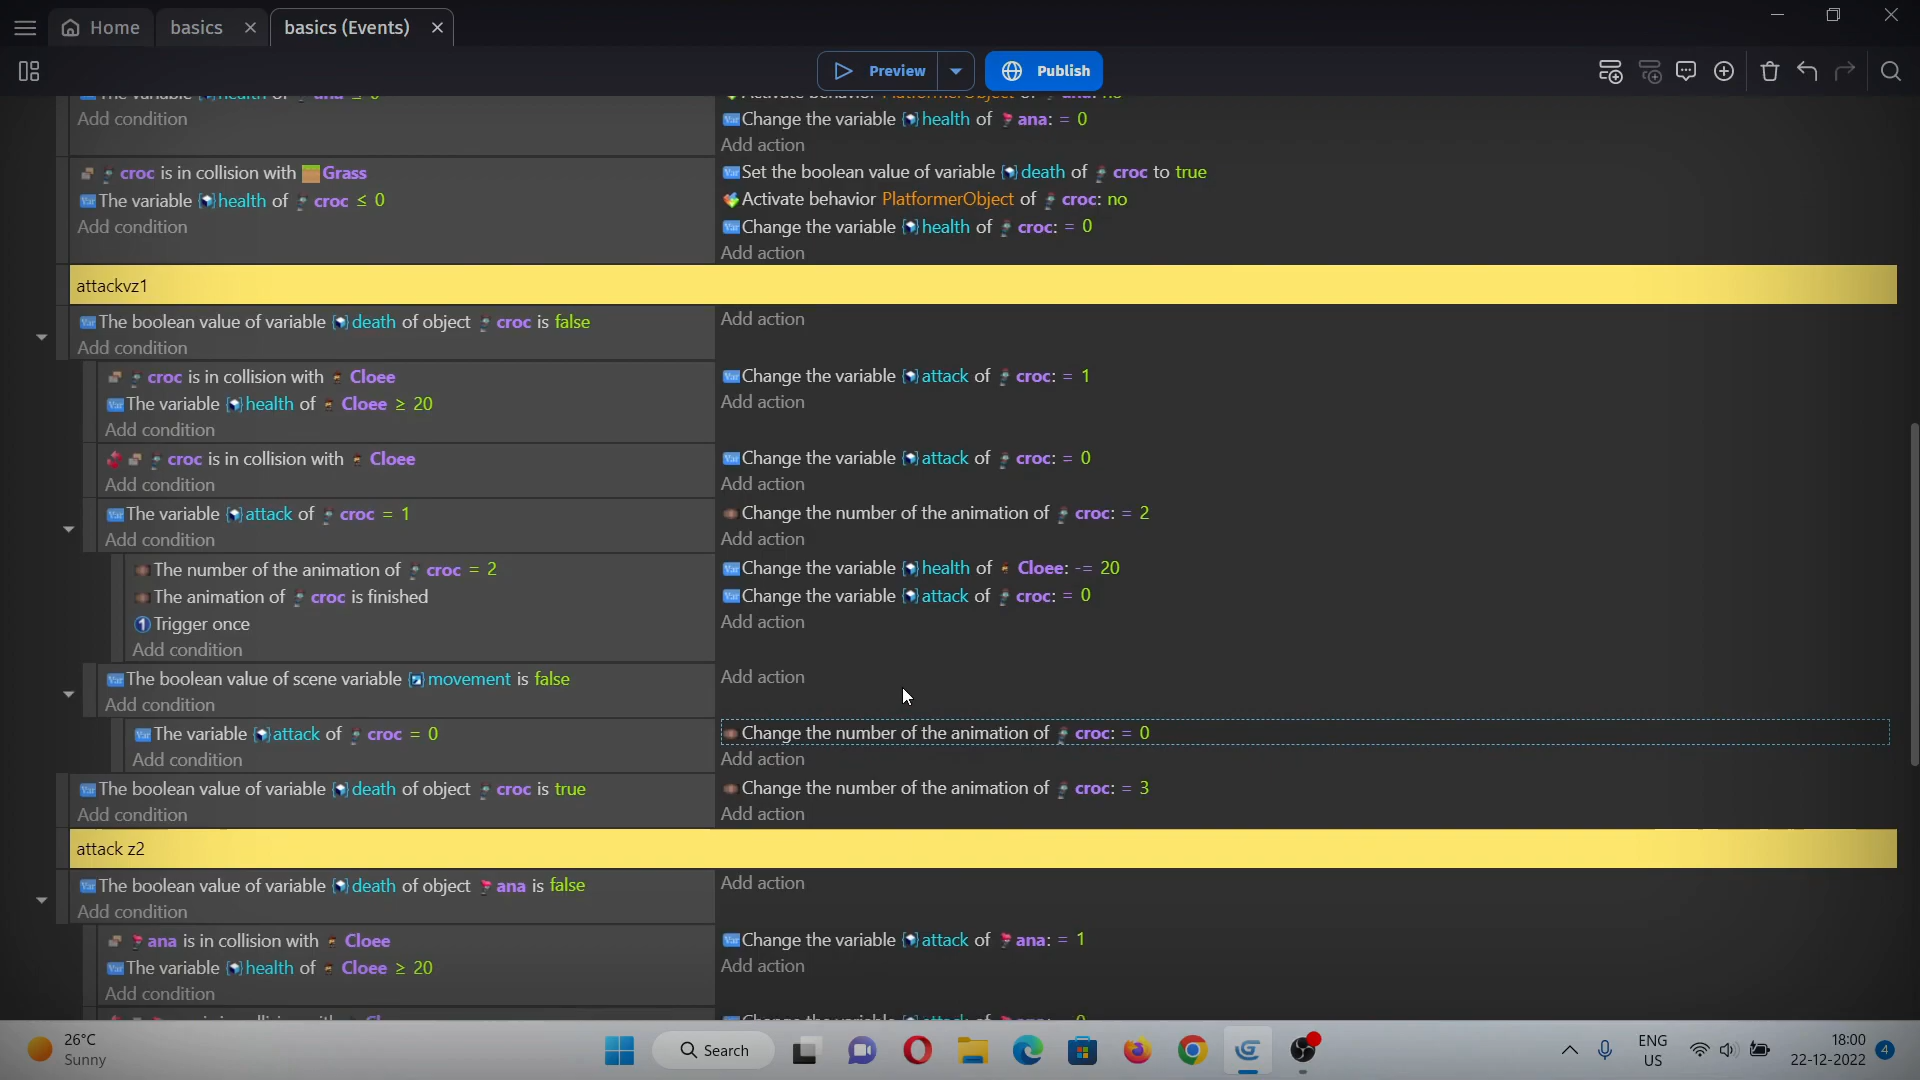 Home
basics
basics (Events)
Preview
Publish
The variable health of ana ≤ 0
Activate behavior PlatformerObject of ana: no
Add condition
Change the variable health of ana: = 0
Add action
croc is in collision with Grass
Set the boolean value of variable death of croc to true
The variable health of croc ≤ 0
Activate behavior PlatformerObject of croc: no
Add condition
Change the variable health of croc: = 0
Add action
attackvz1
The boolean value of variable death of object croc is false
Add action
Add condition
croc is in collision with Cloee
Change the variable attack of croc: = 1
The variable health of Cloee ≥ 20
Add action
Add condition
croc is in collision with Cloee
Change the variable attack of croc: = 0
Add condition
Add action
The variable attack of croc = 1
Change the number of the animation of croc: = 2
Add condition
Add action
The number of the animation of croc = 2
Change the variable health of Cloee: -= 20
The animation of croc is finished
Change the variable attack of croc: = 0
Trigger once
Add action
Add condition
The boolean value of scene variable movement is false
Add action
Add condition
The variable attack of croc = 0
Change the number of the animation of croc: = 0
Add condition
Add action
The boolean value of variable death of object croc is true
Change the number of the animation of croc: = 3
Add condition
Add action
attack z2
The boolean value of variable death of object ana is false
Add action
Add condition
ana is in collision with Cloee
Change the variable attack of ana: = 1
The variable health of Cloee ≥ 20
Add action
Add condition
26°C
Sunny
Search
ENG
US
18:00
22-12-2022
4